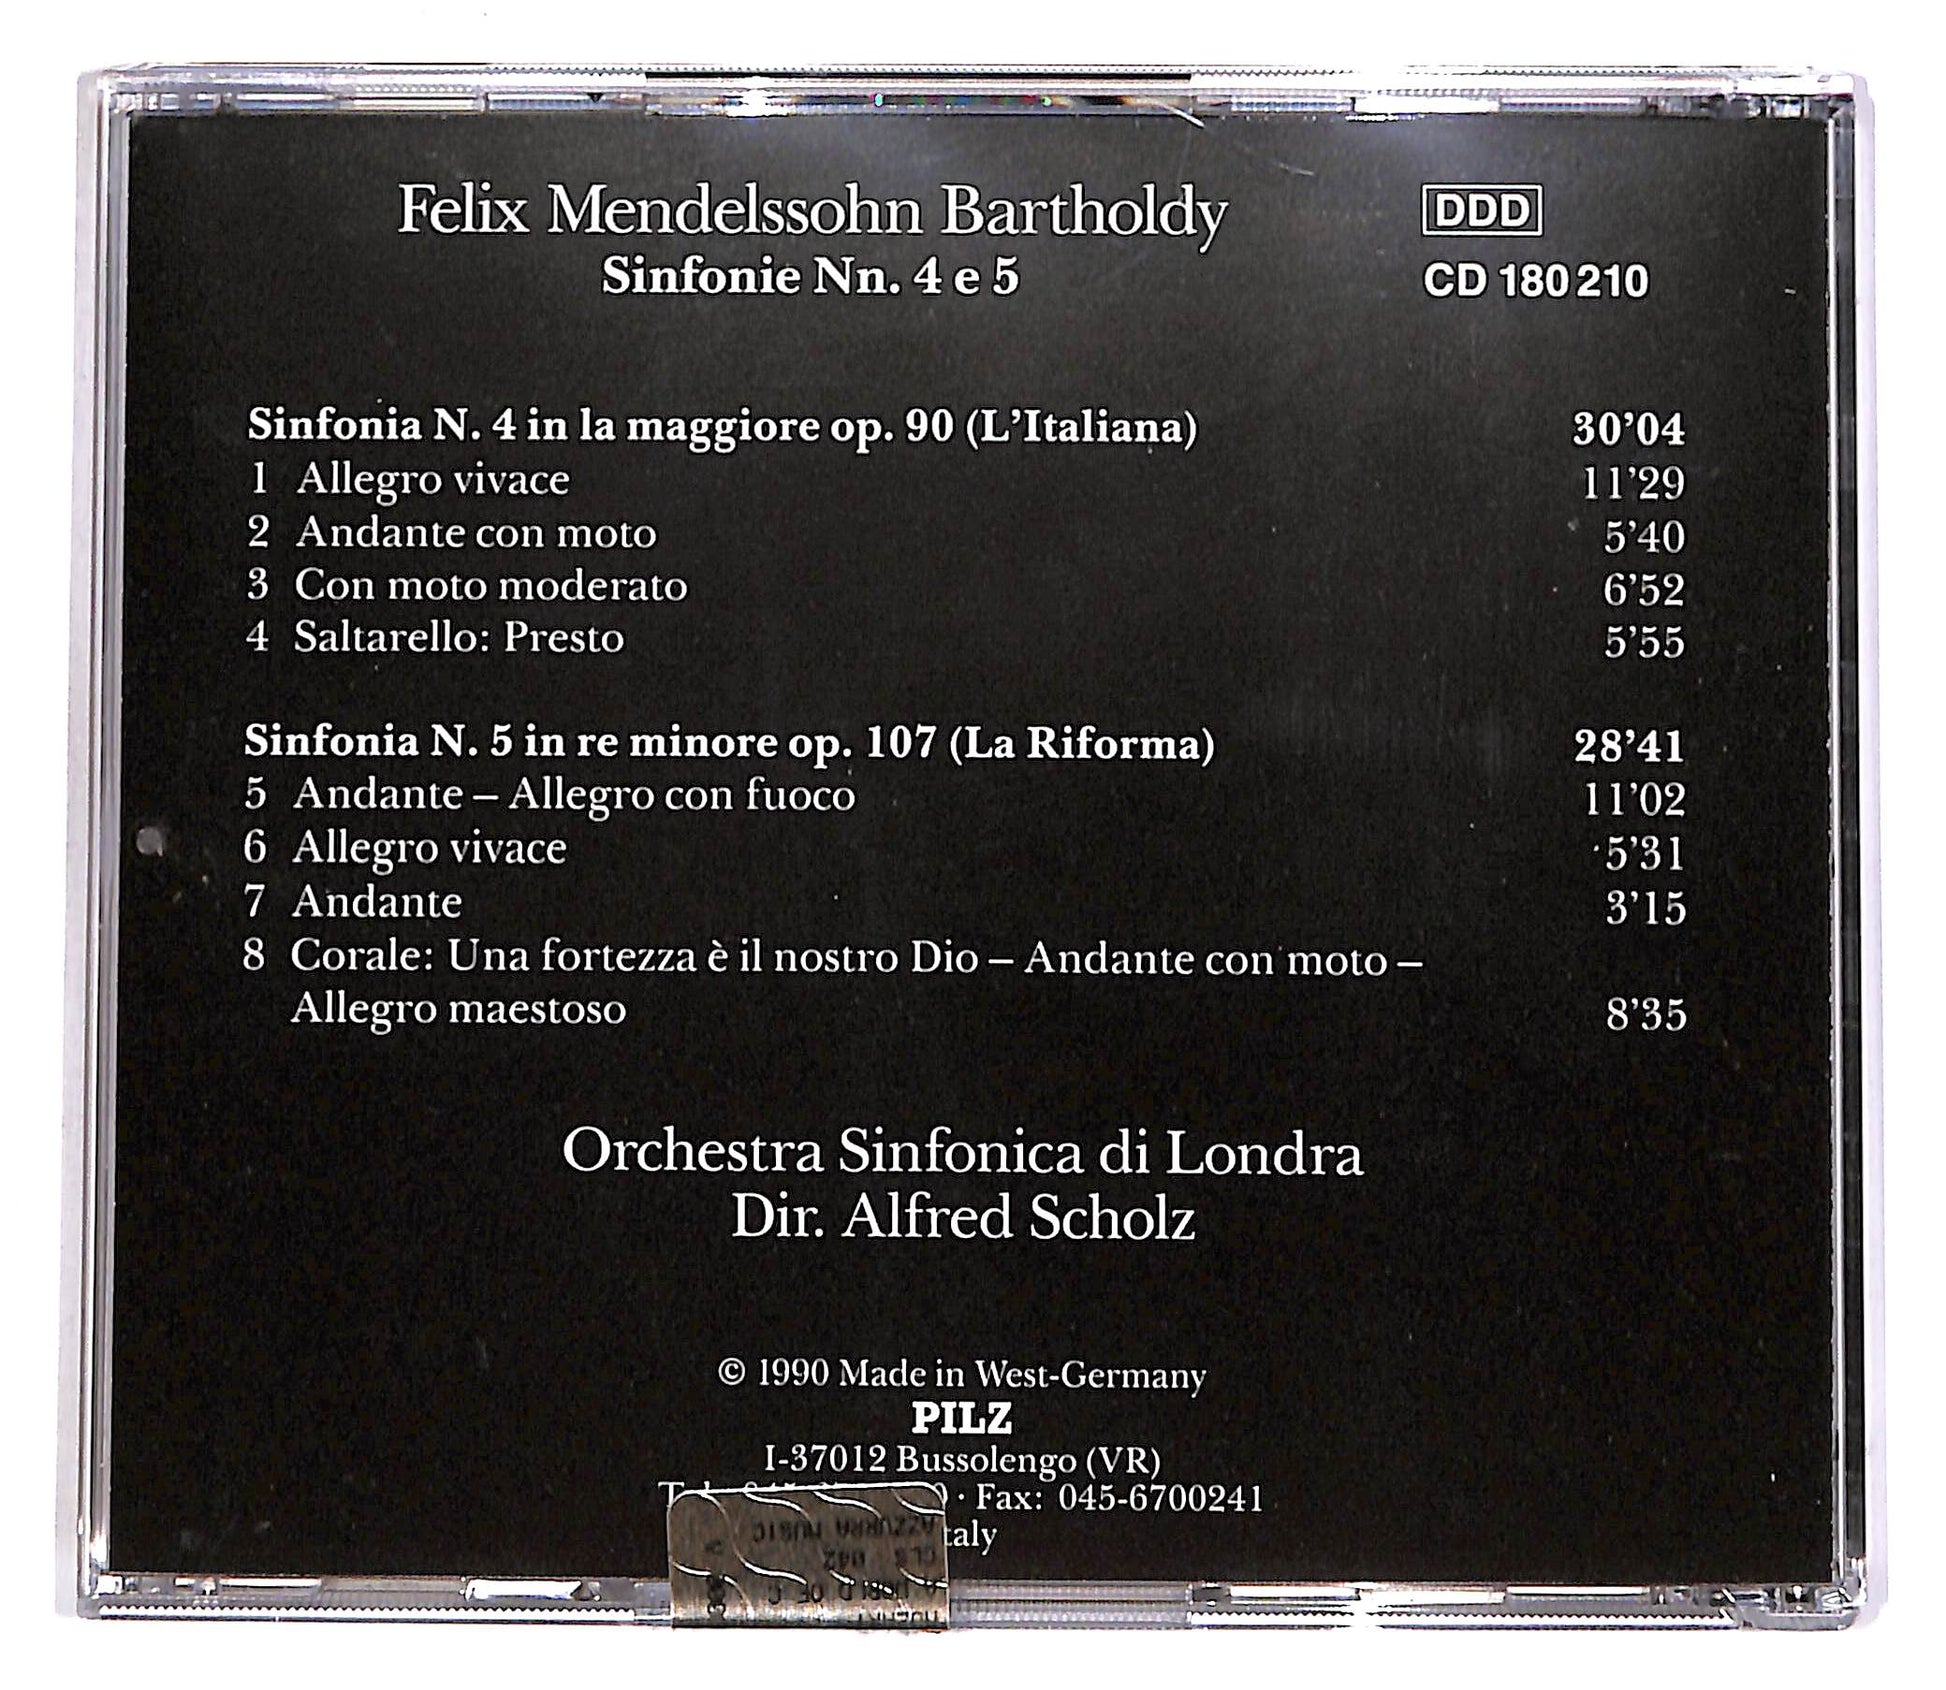 Felix Mendelssohn Bartholdy
DDD
Sinfonie Nn. 4 e 5
CD 180 210
Sinfonia N. 4 in la maggiore op. 90 (L'Italiana) 30'04
1 Allegro vivace 11'29
2 Andante con moto 5'40
3 Con moto moderato 6'52
4 Saltarello: Presto 5'55
Sinfonia N. 5 in re minore op. 107 (La Riforma) 28'41
5 Andante – Allegro con fuoco 11'02
6 Allegro vivace 5'31
7 Andante 3'15
8 Corale: Una fortezza è il nostro Dio – Andante con moto –
Allegro maestoso 8'35
Orchestra Sinfonica di Londra
Dir. Alfred Scholz
© 1990 Made in West-Germany
PILZ
I-37012 Bussolengo (VR)
· Fax: 045-6700241
AZZURRA MUSIC